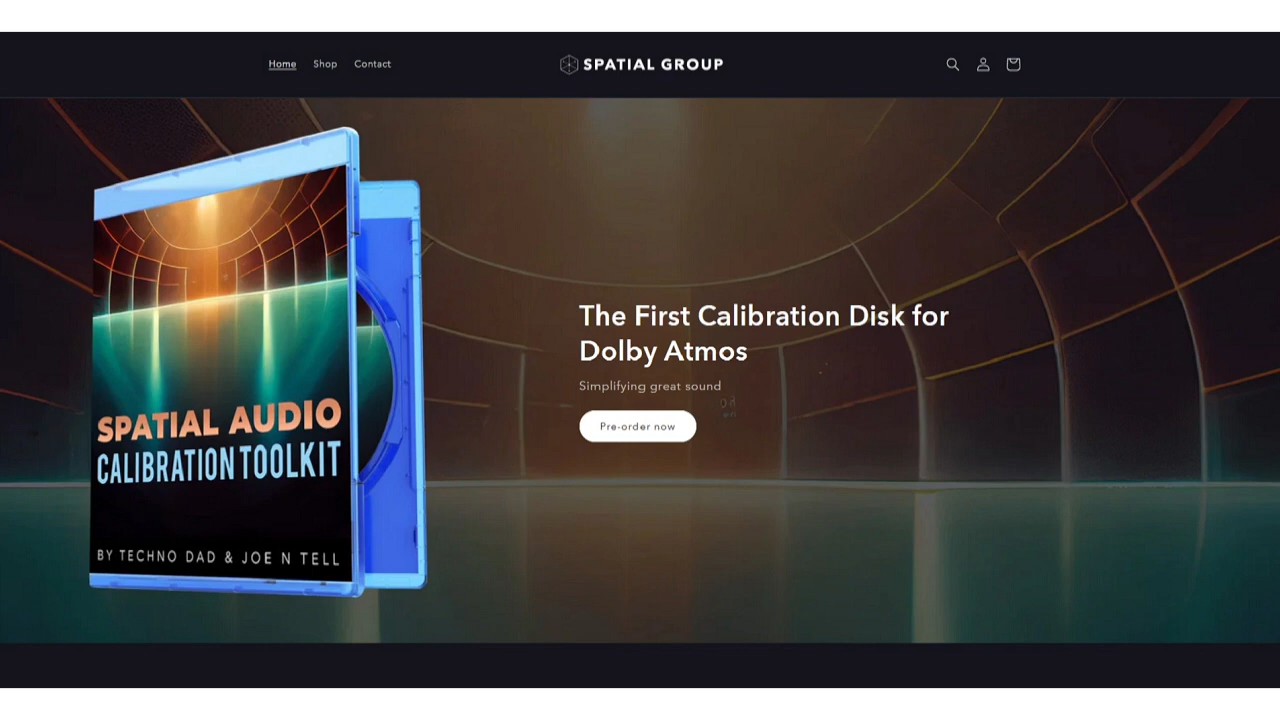 Home Shop Contact
SPATIAL GROUP
SPATIAL AUDIO
CALIBRATION TOOLKIT
BY TECHNO DAD & JOE N TELL
The First Calibration Disk for
Dolby Atmos
Simplifying great sound
Pre-order now